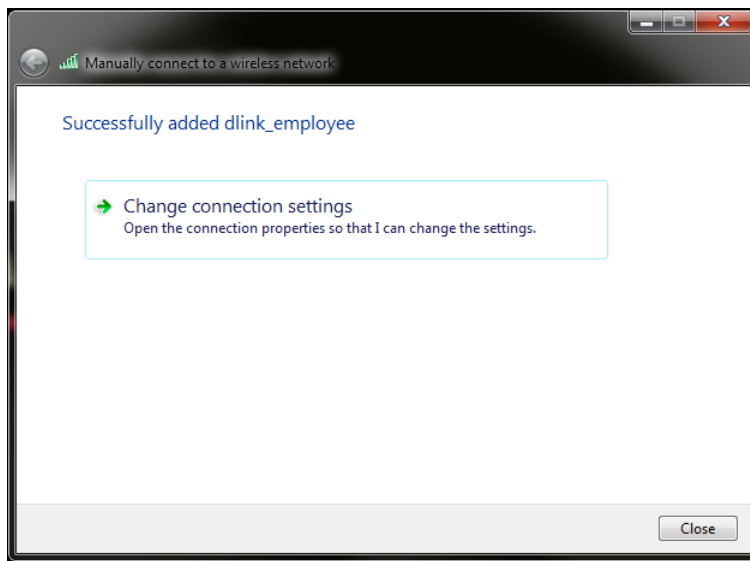 Manually connect to a wireless network
Successfully added dlink_employee
Change connection settings
Open the connection properties so that I can change the settings.
Close